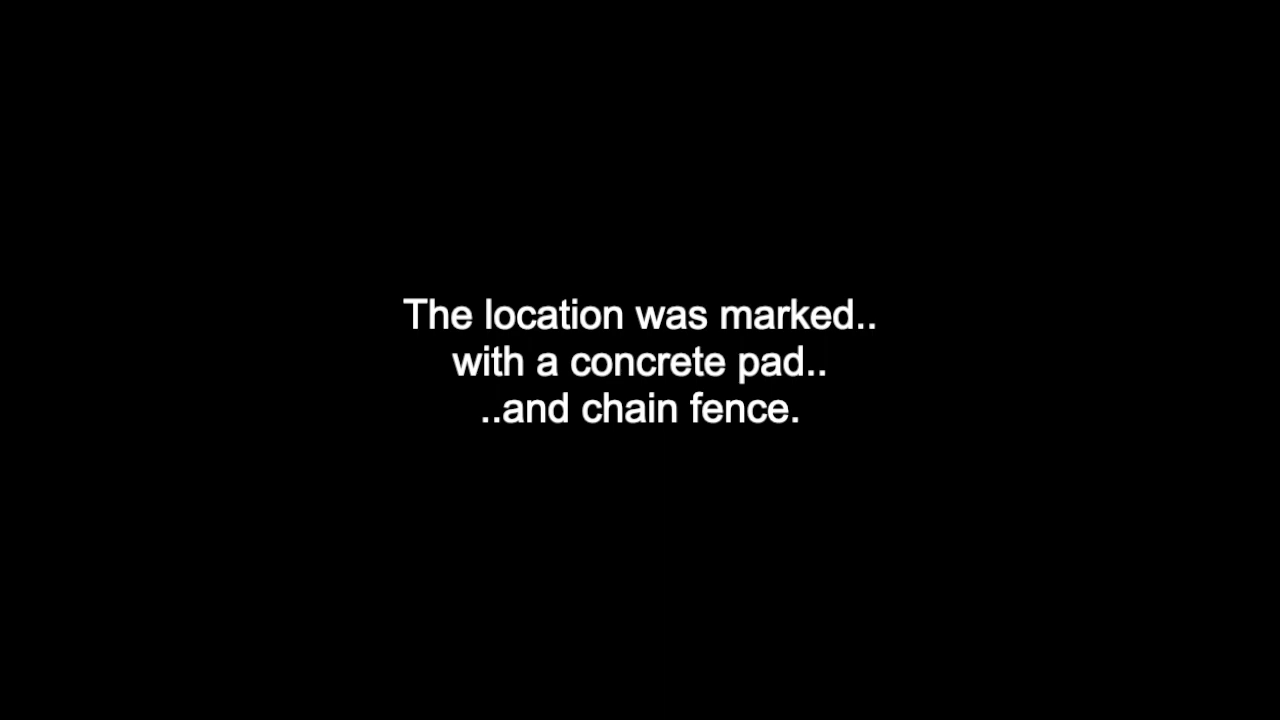 The location was marked..
with a concrete pad..
..and chain fence.